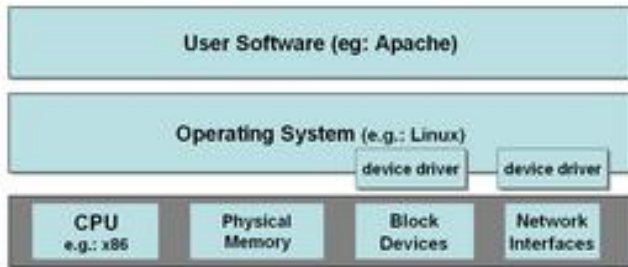 User Software (eg: Apache)
Operating System (e.g.: Linux)
device driver
device driver
CPU
e.g.: x86
Physical
Memory
Block
Devices
Network
Interfaces